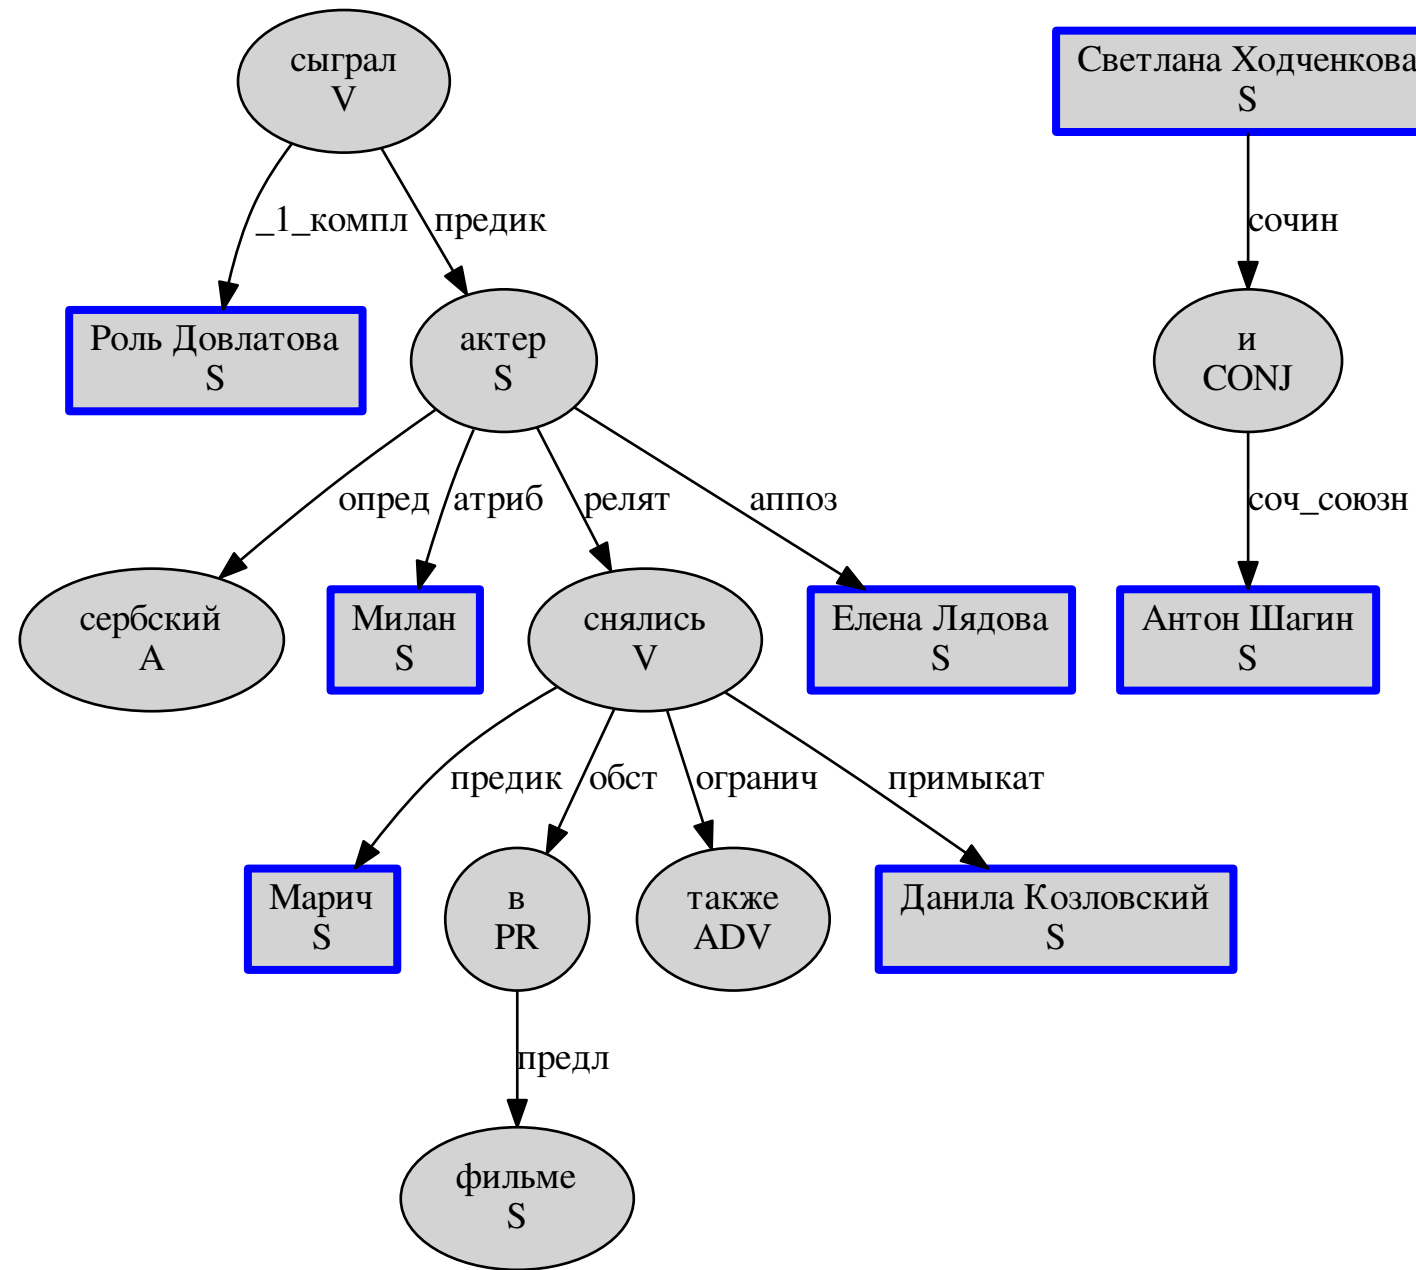 сыграл
V
Светлана Ходченкова
S
_1_компл
предик
сочин
Роль Довлатова
S
актер
S
и
CONJ
опред
атриб
релят
аппоз
соч_союзн
сербский
A
Милан
S
снялись
V
Елена Лядова
S
Антон Шагин
S
предик
обст
огранич
примыкат
Марич
S
в
PR
также
ADV
Данила Козловский
S
предл
фильме
S